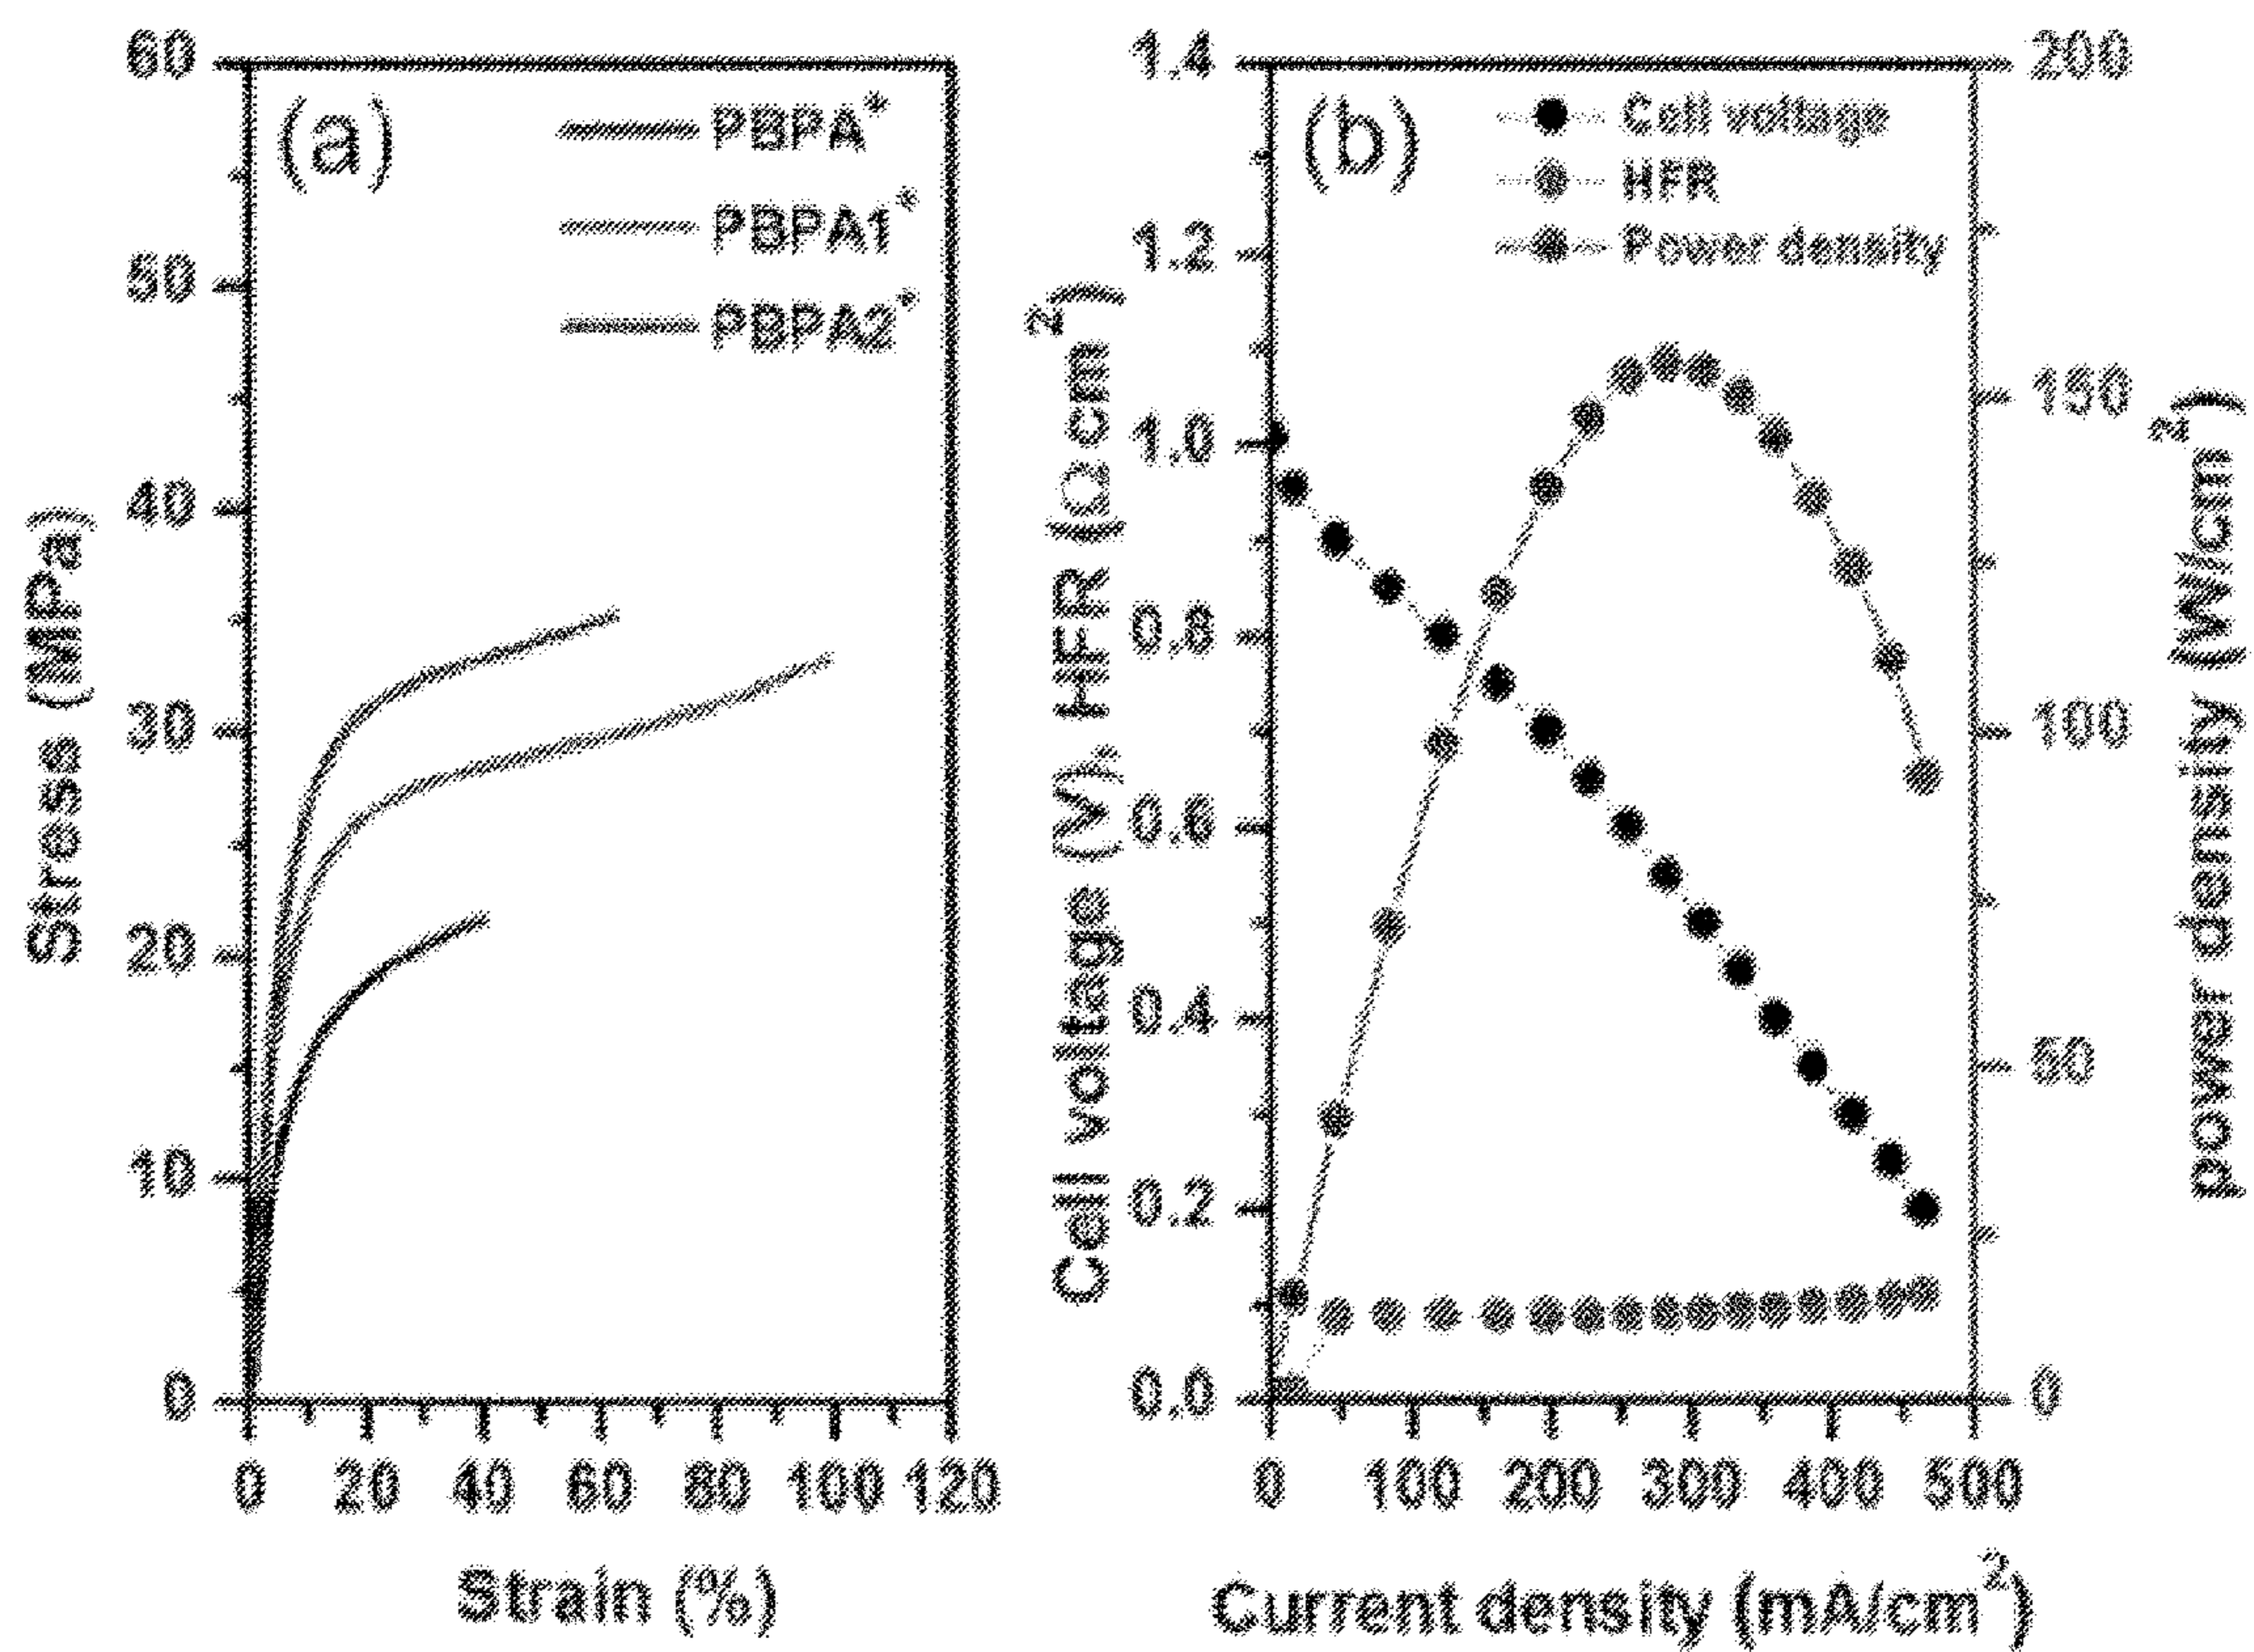 (a)
PBPA*
PBPA1*
PBPA2*
60
50
40
30
20
10
0
Stress (MPa)
0 20 40 60 80 100 120
Strain (%)
(b)
Cell voltage
HFR
Power density
1.4
1.2
1.0
0.8
0.6
0.4
0.2
0.0
Cell voltage (V), HFR (Ωcm²)
200
150
100
50
0
power density (W/cm²)
0 100 200 300 400 500
Current density (mA/cm²)